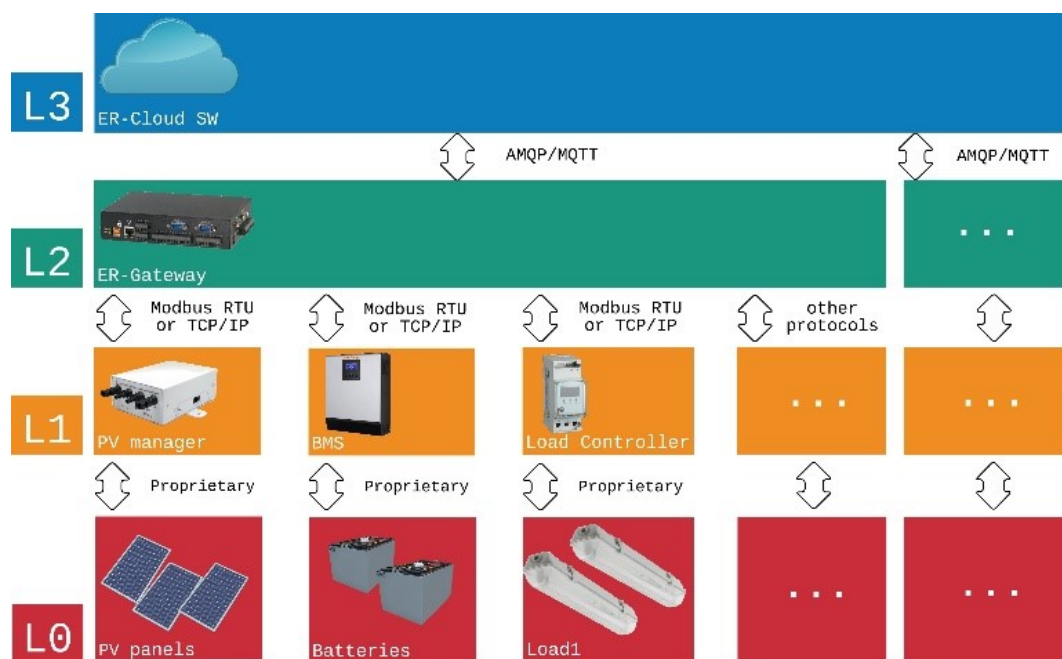 L3
ER-Cloud SW
AMQP/MQTT
AMQP/MQTT
L2
ER-Gateway
...
Modbus RTU
or TCP/IP
Modbus RTU
or TCP/IP
Modbus RTU
or TCP/IP
other
protocols
L1
PV manager
BMS
Load Controller
...
...
Proprietary
Proprietary
Proprietary
L0
PV panels
Batteries
Load1
...
...